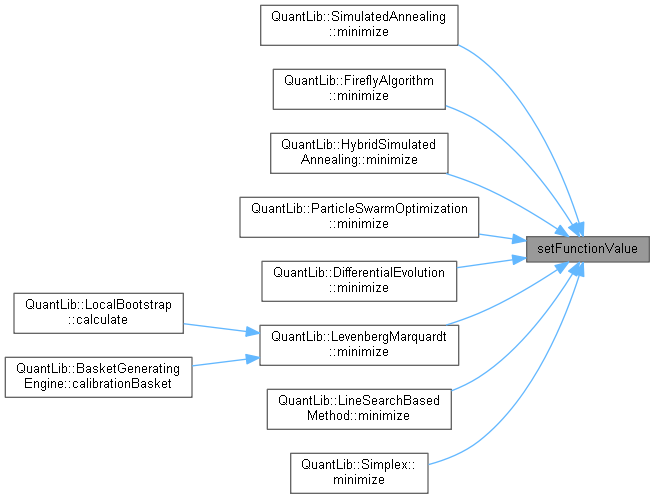 QuantLib::SimulatedAnnealing
::minimize
QuantLib::FireflyAlgorithm
::minimize
QuantLib::HybridSimulated
Annealing::minimize
QuantLib::ParticleSwarmOptimization
::minimize
setFunctionValue
QuantLib::DifferentialEvolution
::minimize
QuantLib::LocalBootstrap
::calculate
QuantLib::LevenbergMarquardt
::minimize
QuantLib::BasketGenerating
Engine::calibrationBasket
QuantLib::LineSearchBased
Method::minimize
QuantLib::Simplex::
minimize